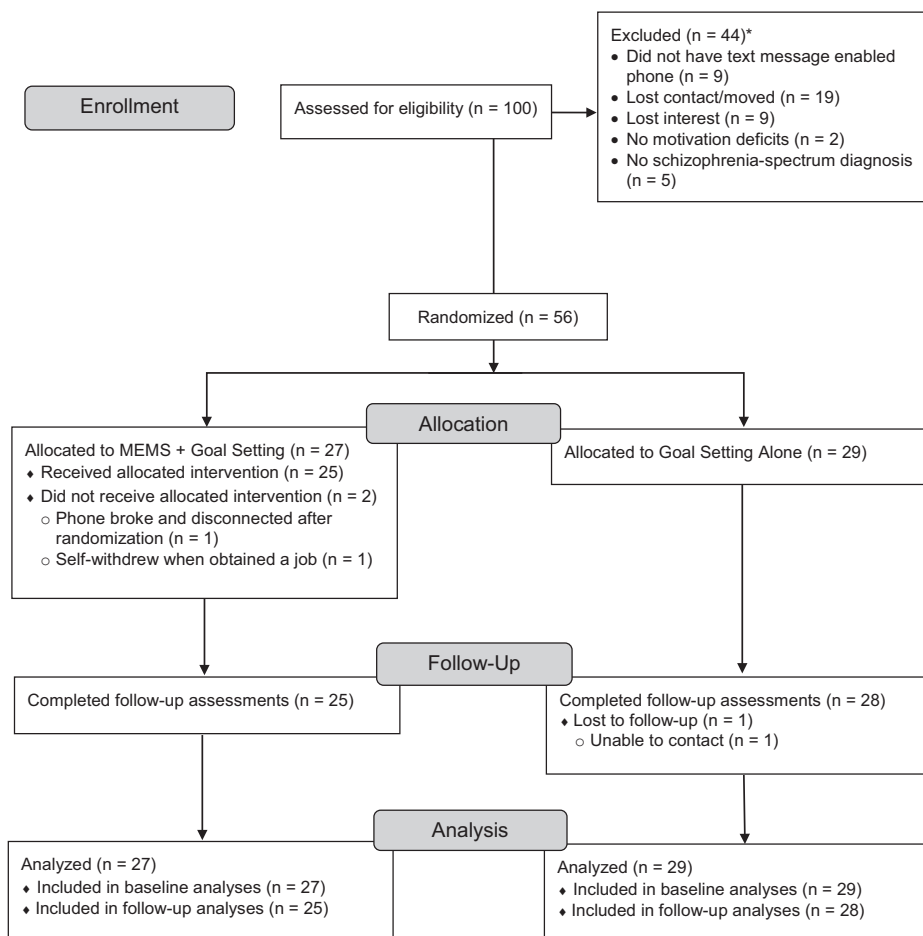 Enrollment
Assessed for eligibility (n = 100)
Excluded (n = 44)*
• Did not have text message enabled
phone (n = 9)
• Lost contact/moved (n = 19)
• Lost interest (n = 9)
• No motivation deficits (n = 2)
• No schizophrenia-spectrum diagnosis
(n = 5)
Randomized (n = 56)
Allocation
Allocated to MEMS + Goal Setting (n = 27)
♦ Received allocated intervention (n = 25)
♦ Did not receive allocated intervention (n = 2)
○ Phone broke and disconnected after
randomization (n = 1)
○ Self-withdrew when obtained a job (n = 1)
Allocated to Goal Setting Alone (n = 29)
Follow-Up
Completed follow-up assessments (n = 25)
Completed follow-up assessments (n = 28)
♦ Lost to follow-up (n = 1)
○ Unable to contact (n = 1)
Analysis
Analyzed (n = 27)
♦ Included in baseline analyses (n = 27)
♦ Included in follow-up analyses (n = 25)
Analyzed (n = 29)
♦ Included in baseline analyses (n = 29)
♦ Included in follow-up analyses (n = 28)